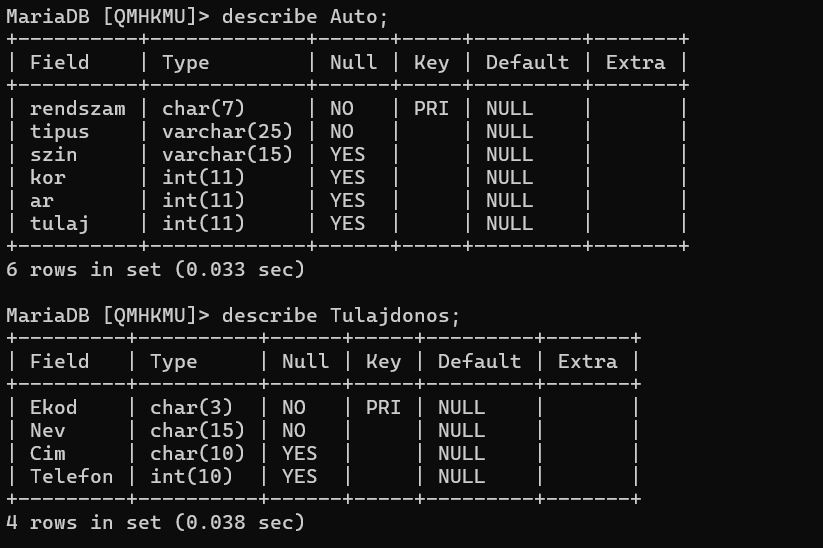 MariaDB [QMHKMU]> describe Auto;
+----------+-------------+------+-----+---------+-------+
| Field    | Type        | Null | Key | Default | Extra |
+----------+-------------+------+-----+---------+-------+
| rendszam | char(7)     | NO   | PRI | NULL    |       |
| tipus    | varchar(25) | NO   |     | NULL    |       |
| szin     | varchar(15) | YES  |     | NULL    |       |
| kor      | int(11)     | YES  |     | NULL    |       |
| ar       | int(11)     | YES  |     | NULL    |       |
| tulaj    | int(11)     | YES  |     | NULL    |       |
+----------+-------------+------+-----+---------+-------+
6 rows in set (0.033 sec)

MariaDB [QMHKMU]> describe Tulajdonos;
+---------+----------+------+-----+---------+-------+
| Field   | Type     | Null | Key | Default | Extra |
+---------+----------+------+-----+---------+-------+
| Ekod    | char(3)  | NO   | PRI | NULL    |       |
| Nev     | char(15) | NO   |     | NULL    |       |
| Cim     | char(10) | YES  |     | NULL    |       |
| Telefon | int(10)  | YES  |     | NULL    |       |
+---------+----------+------+-----+---------+-------+
4 rows in set (0.038 sec)